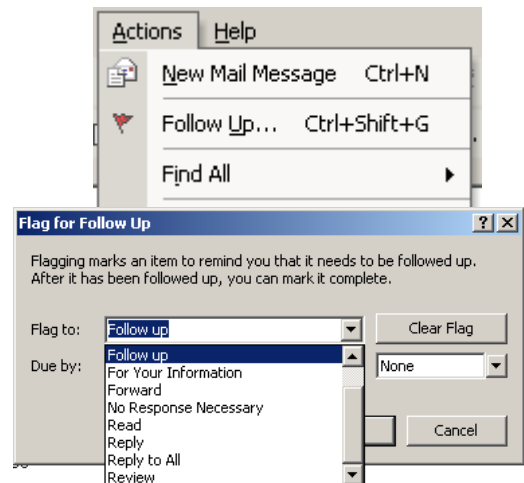 Actions Help
New Mail Message Ctrl+N
Follow Up... Ctrl+Shift+G
Find All
Flag for Follow Up
Flagging marks an item to remind you that it needs to be followed up.
After it has been followed up, you can mark it complete.
Flag to: Follow up Clear Flag
Due by: None
Follow up
For Your Information
Forward
No Response Necessary
Read
Reply
Reply to All
Review
Cancel